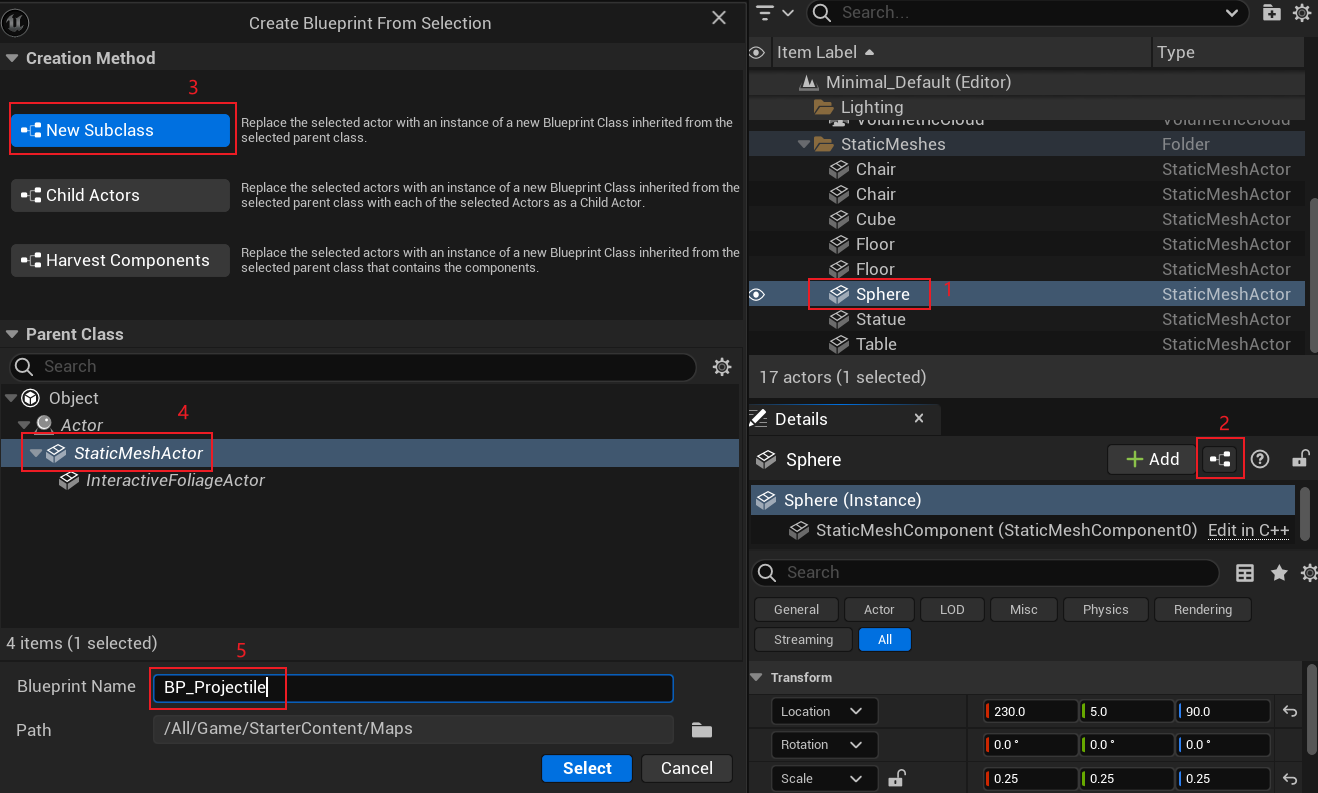 Create Blueprint From Selection
Creation Method
3
New Subclass
Replace the selected actor with an instance of a new Blueprint Class inherited from the
selected parent class.
Child Actors
Replace the selected actors with an instance of a new Blueprint Class inherited from the
selected parent class with each of the selected Actors as a Child Actor.
Harvest Components
Replace the selected actors with an instance of a new Blueprint Class inherited from the
selected parent class that contains the components.
Parent Class
Search
Object
4
Actor
StaticMeshActor
InteractiveFoliageActor
4 items (1 selected)
5
Blueprint Name
BP_Projectile
Path
/All/Game/StarterContent/Maps
Select
Cancel
Search...
Item Label
Type
Minimal_Default (Editor)
Lighting
VolumetricCloud
VolumetricCloud
StaticMeshes
Folder
Chair
StaticMeshActor
Chair
StaticMeshActor
Cube
StaticMeshActor
Floor
StaticMeshActor
Floor
StaticMeshActor
Sphere
1
StaticMeshActor
Statue
StaticMeshActor
Table
StaticMeshActor
17 actors (1 selected)
Details
2
Sphere
Add
Sphere (Instance)
StaticMeshComponent (StaticMeshComponent0)
Edit in C++
Search
General
Actor
LOD
Misc
Physics
Rendering
Streaming
All
Transform
Location
230.0
5.0
90.0
Rotation
0.0 °
0.0 °
0.0 °
Scale
0.25
0.25
0.25